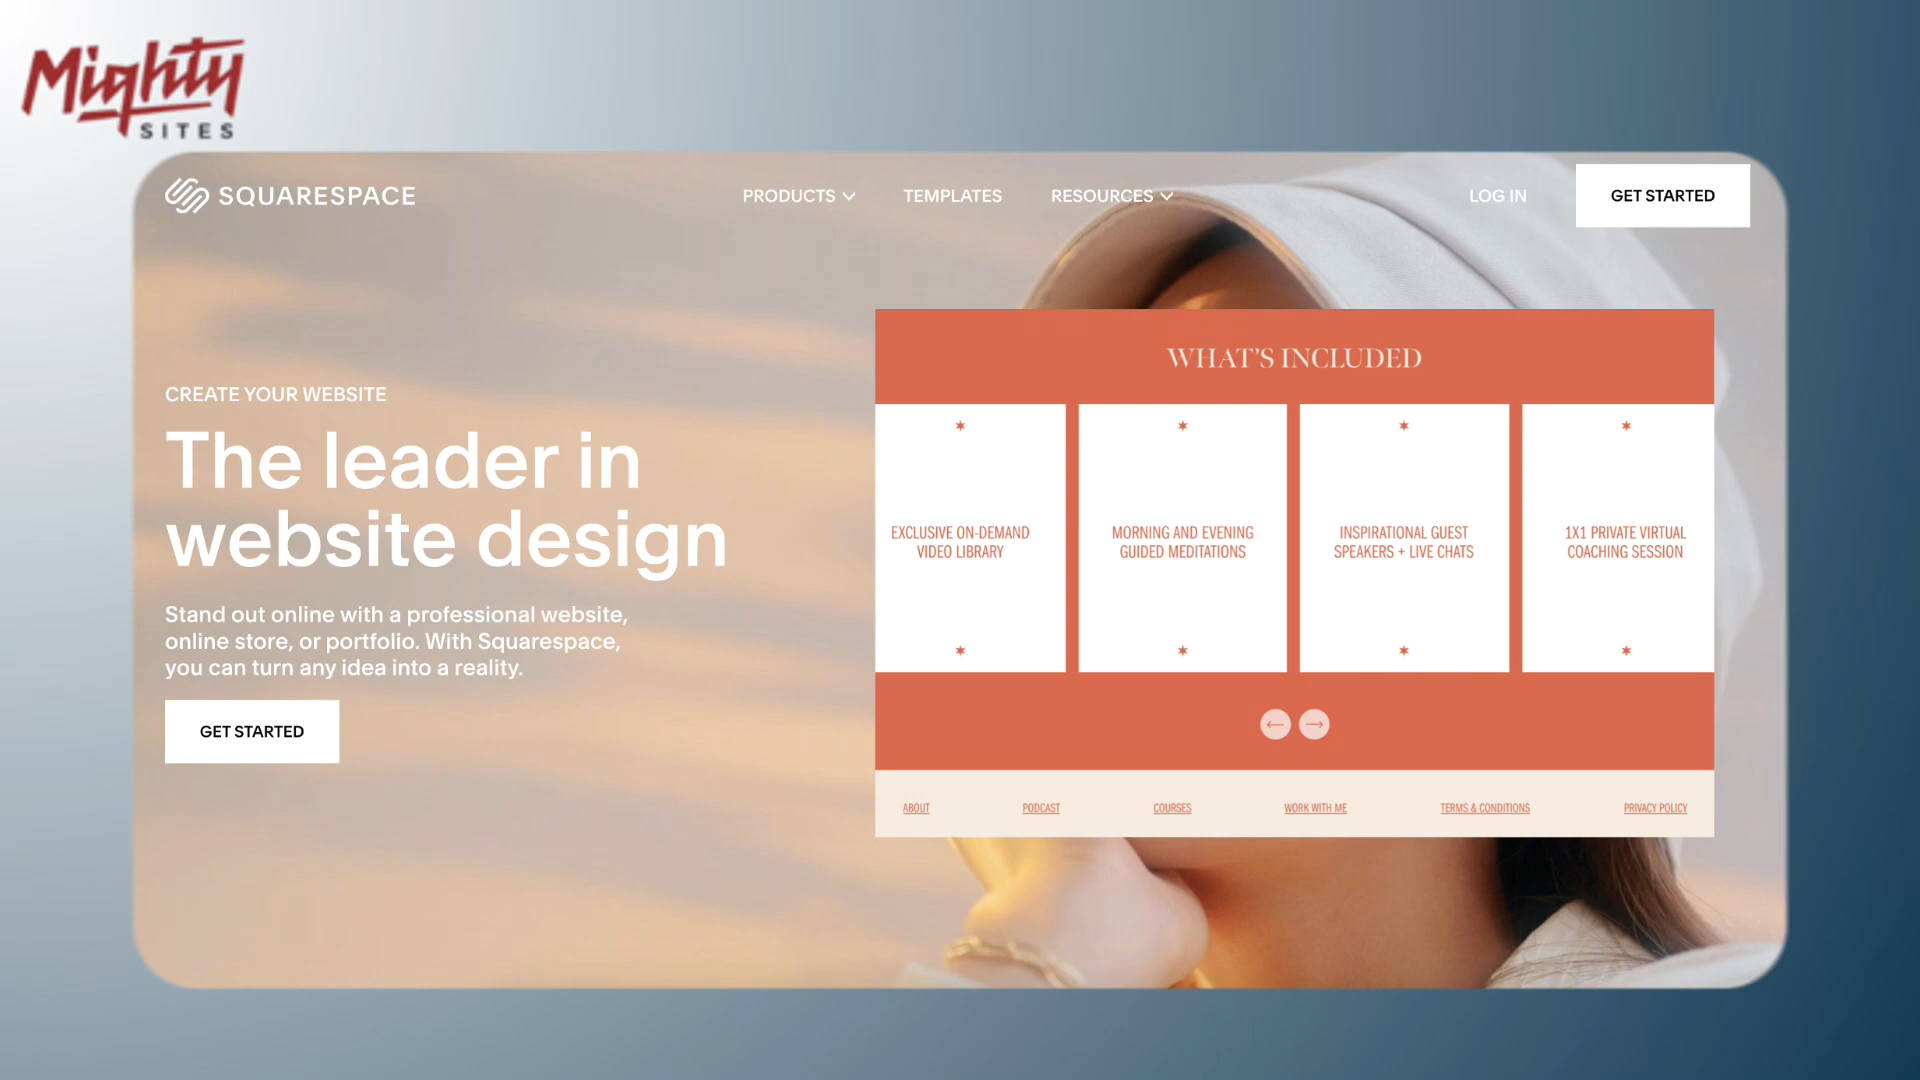 Mighty
SITES
SQUARESPACE
PRODUCTS
TEMPLATES
RESOURCES
LOG IN
GET STARTED
CREATE YOUR WEBSITE
The leader in
website design
Stand out online with a professional website,
online store, or portfolio. With Squarespace,
you can turn any idea into a reality.
GET STARTED
WHAT'S INCLUDED
EXCLUSIVE ON-DEMAND
VIDEO LIBRARY
MORNING AND EVENING
GUIDED MEDITATIONS
INSPIRATIONAL GUEST
SPEAKERS + LIVE CHATS
1X1 PRIVATE VIRTUAL
COACHING SESSION
ABOUT
PODCAST
COURSES
WORK WITH ME
TERMS & CONDITIONS
PRIVACY POLICY